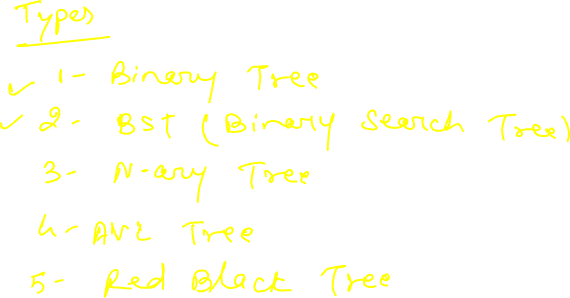 Types
✓ 1- Binary Tree
✓ 2- BST (Binary Search Tree)
3- N-ary Tree
4- AVL Tree
5- Red Black Tree